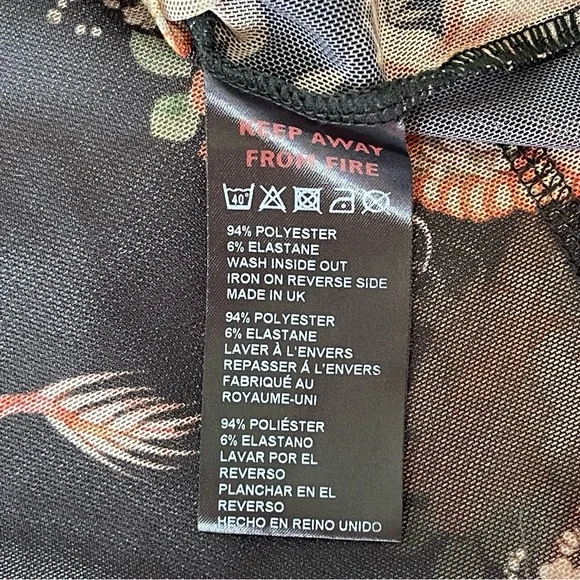 KEEP AWAY
FROM FIRE
40°
94% POLYESTER
6% ELASTANE
WASH INSIDE OUT
IRON ON REVERSE SIDE
MADE IN UK
94% POLYESTER
6% ELASTANE
LAVER À L'ENVERS
REPASSER Á L'ENVERS
FABRIQUÉ AU
ROYAUME-UNI
94% POLIÉSTER
6% ELASTANO
LAVAR POR EL
REVERSO
PLANCHAR EN EL
REVERSO
HECHO EN REINO UNIDO